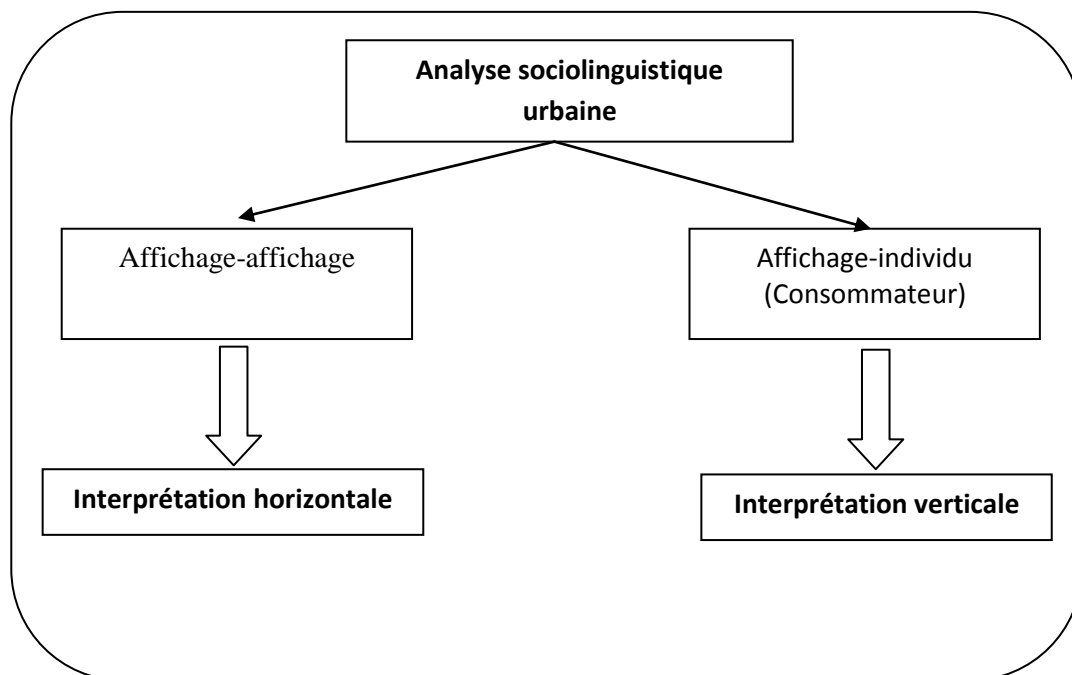 Analyse sociolinguistique
urbaine
Affichage-affichage
Affichage-individu
(Consommateur)
Interprétation horizontale
Interprétation verticale